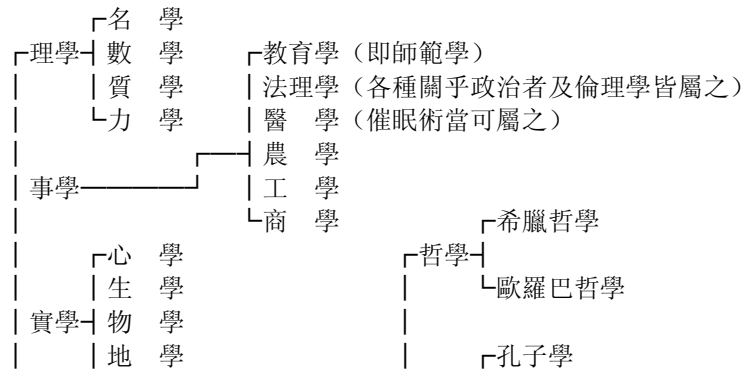 ┌名　學
┌理學┤數　學　　┌教育學（即師範學）
│　　│質　學　　│法理學（各種關乎政治者及倫理學皆屬之）
│　　└力　學　　│醫　學（催眠術當可屬之）
│　　　　┌─┤農　學
│事學────┘　│工　學
│　　　　　　└商　學　　┌希臘哲學
│　　┌心　學　　┌哲學┤
│　　│生　學　　│　　└歐羅巴哲學
│實學┤物　學　　│
│　　│地　學　　│　　┌孔子學